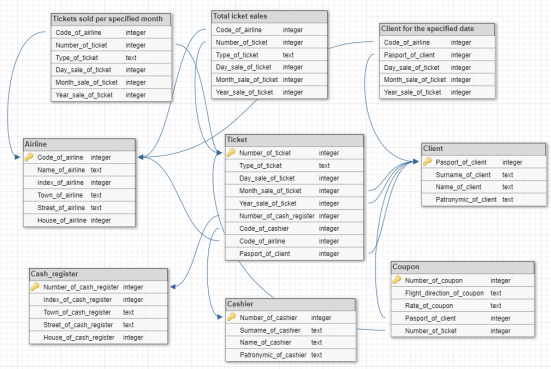 Tickets sold per specified month
Code_of_airline integer
Number_of_ticket integer
Type_of_ticket text
Day_sale_of_ticket integer
Month_sale_of_ticket integer
Year_sale_of_ticket integer
Total icket sales
Code_of_airline integer
Number_of_ticket integer
Type_of_ticket text
Day_sale_of_ticket integer
Month_sale_of_ticket integer
Year_sale_of_ticket integer
Client for the specified date
Code_of_airline integer
Pasport_of_client integer
Day_sale_of_ticket integer
Month_sale_of_ticket integer
Year_sale_of_ticket integer
Airline
Code_of_airline integer
Name_of_airline text
Index_of_airline integer
Town_of_airline text
Street_of_airline text
House_of_airline integer
Ticket
Number_of_ticket integer
Type_of_ticket text
Day_sale_of_ticket integer
Month_sale_of_ticket integer
Year_sale_of_ticket integer
Number_of_cash_register integer
Code_of_cashier integer
Code_of_airline integer
Pasport_of_client integer
Client
Pasport_of_client integer
Surname_of_client text
Name_of_client text
Patronymic_of_client text
Cash_register
Number_of_cash_register integer
Index_of_cash_register integer
Town_of_cash_register text
Street_of_cash_register text
House_of_cash_register integer
Cashier
Number_of_cashier integer
Surname_of_cashier text
Name_of_cashier text
Patronymic_of_cashier text
Coupon
Number_of_coupon integer
Flight_direction_of_coupon text
Rate_of_coupon text
Pasport_of_client integer
Number_of_ticket integer